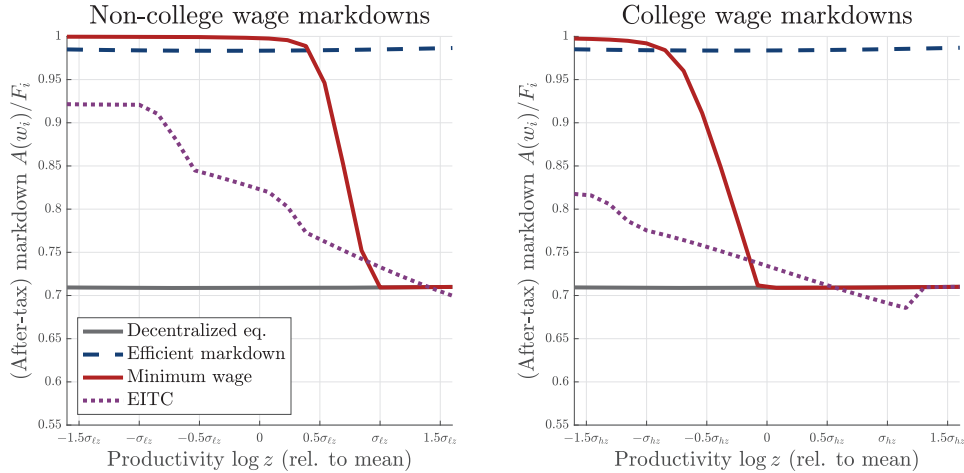 Non-college wage markdowns
(After-tax) markdown A(w_i)/F_i
1
0.95
0.9
0.85
0.8
0.75
0.7
0.65
0.6
0.55
Decentralized eq.
Efficient markdown
Minimum wage
EITC
−1.5σ_ℓz −σ_ℓz −0.5σ_ℓz 0 0.5σ_ℓz σ_ℓz 1.5σ_ℓz
Productivity log z (rel. to mean)
College wage markdowns
(After-tax) markdown A(w_i)/F_i
1
0.95
0.9
0.85
0.8
0.75
0.7
0.65
0.6
0.55
−1.5σ_hz −σ_hz −0.5σ_hz 0 0.5σ_hz σ_hz 1.5σ_hz
Productivity log z (rel. to mean)